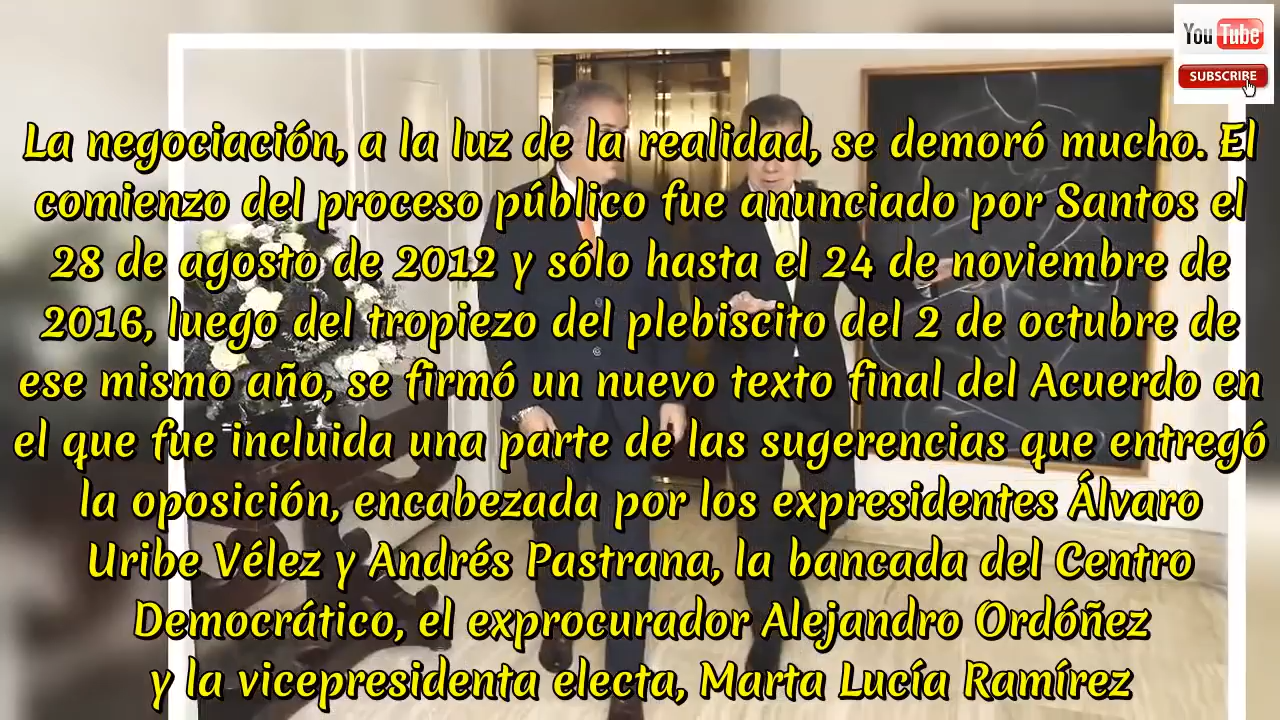 You Tube
SUBSCRIBE
La negociación, a la luz de la realidad, se demoró mucho. El
comienzo del proceso público fue anunciado por Santos el
28 de agosto de 2012 y sólo hasta el 24 de noviembre de
2016, luego del tropiezo del plebiscito del 2 de octubre de
ese mismo año, se firmó un nuevo texto final del Acuerdo en
el que fue incluida una parte de las sugerencias que entregó
la oposición, encabezada por los expresidentes Álvaro
Uribe Vélez y Andrés Pastrana, la bancada del Centro
Democrático, el exprocurador Alejandro Ordóñez
y la vicepresidenta electa, Marta Lucía Ramírez